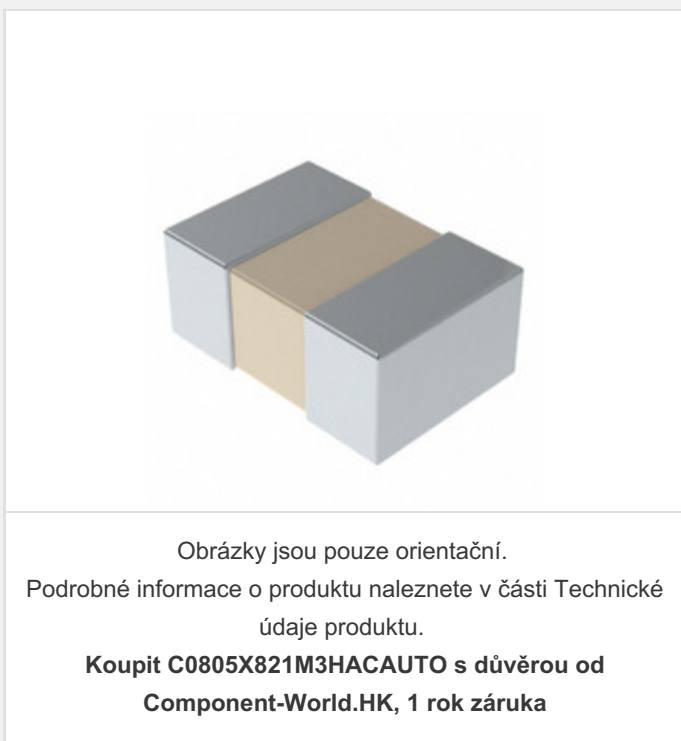 Obrázky jsou pouze orientační.
Podrobné informace o produktu naleznete v části Technické
údaje produktu.
Koupit C0805X821M3HACAUTO s důvěrou od
Component-World.HK, 1 rok záruka